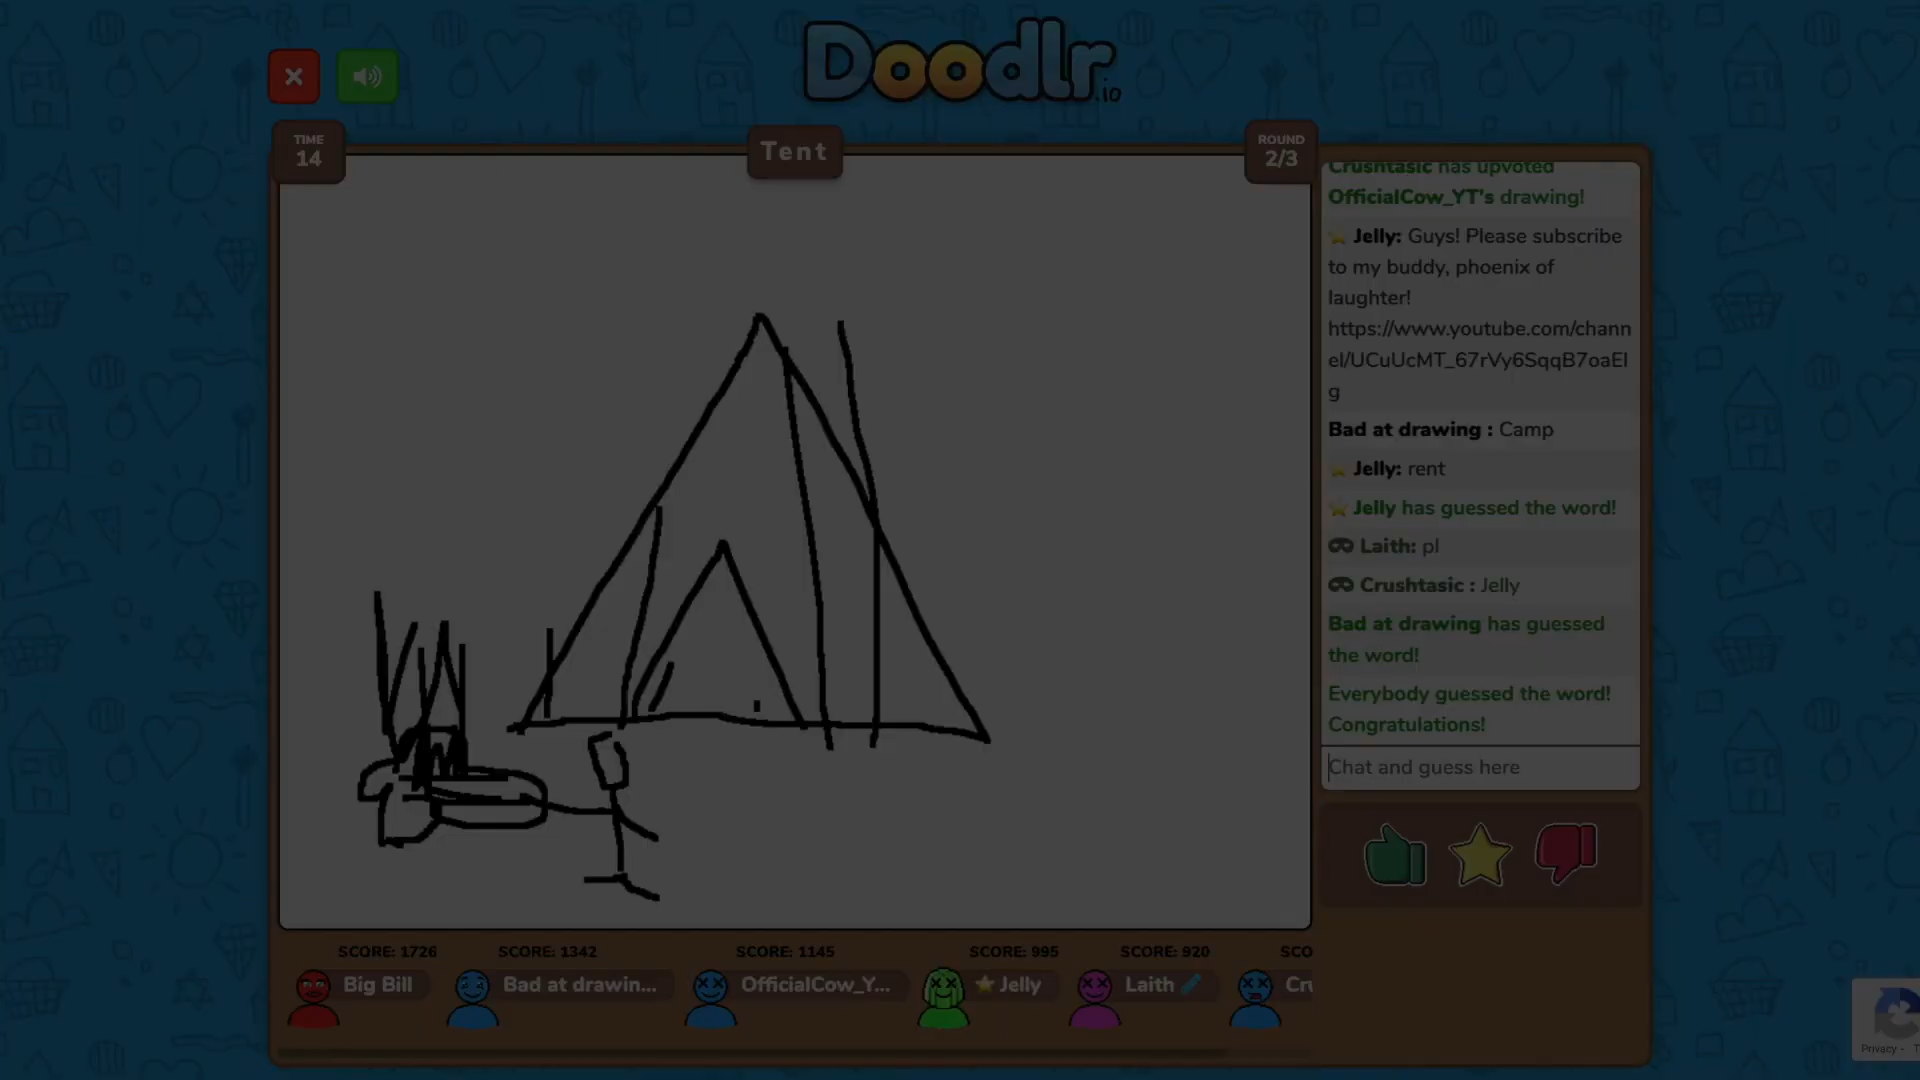 Doodlr.io
TIME
14
Tent
ROUND
2/3
Crushtasic has upvoted
OfficialCow_YT's drawing!
Jelly: Guys! Please subscribe
to my buddy, phoenix of
laughter!
https://www.youtube.com/chann
el/UCuUcMT_67rVy6SqqB7oaEl
g
Bad at drawing : Camp
Jelly: rent
Jelly has guessed the word!
Laith: pl
Crushtasic : Jelly
Bad at drawing has guessed
the word!
Everybody guessed the word!
Congratulations!
Chat and guess here
SCORE: 1726
Big Bill
SCORE: 1342
Bad at drawin...
SCORE: 1145
OfficialCow_Y...
SCORE: 995
Jelly
SCORE: 920
Laith
SCO
Cru
Privacy - T